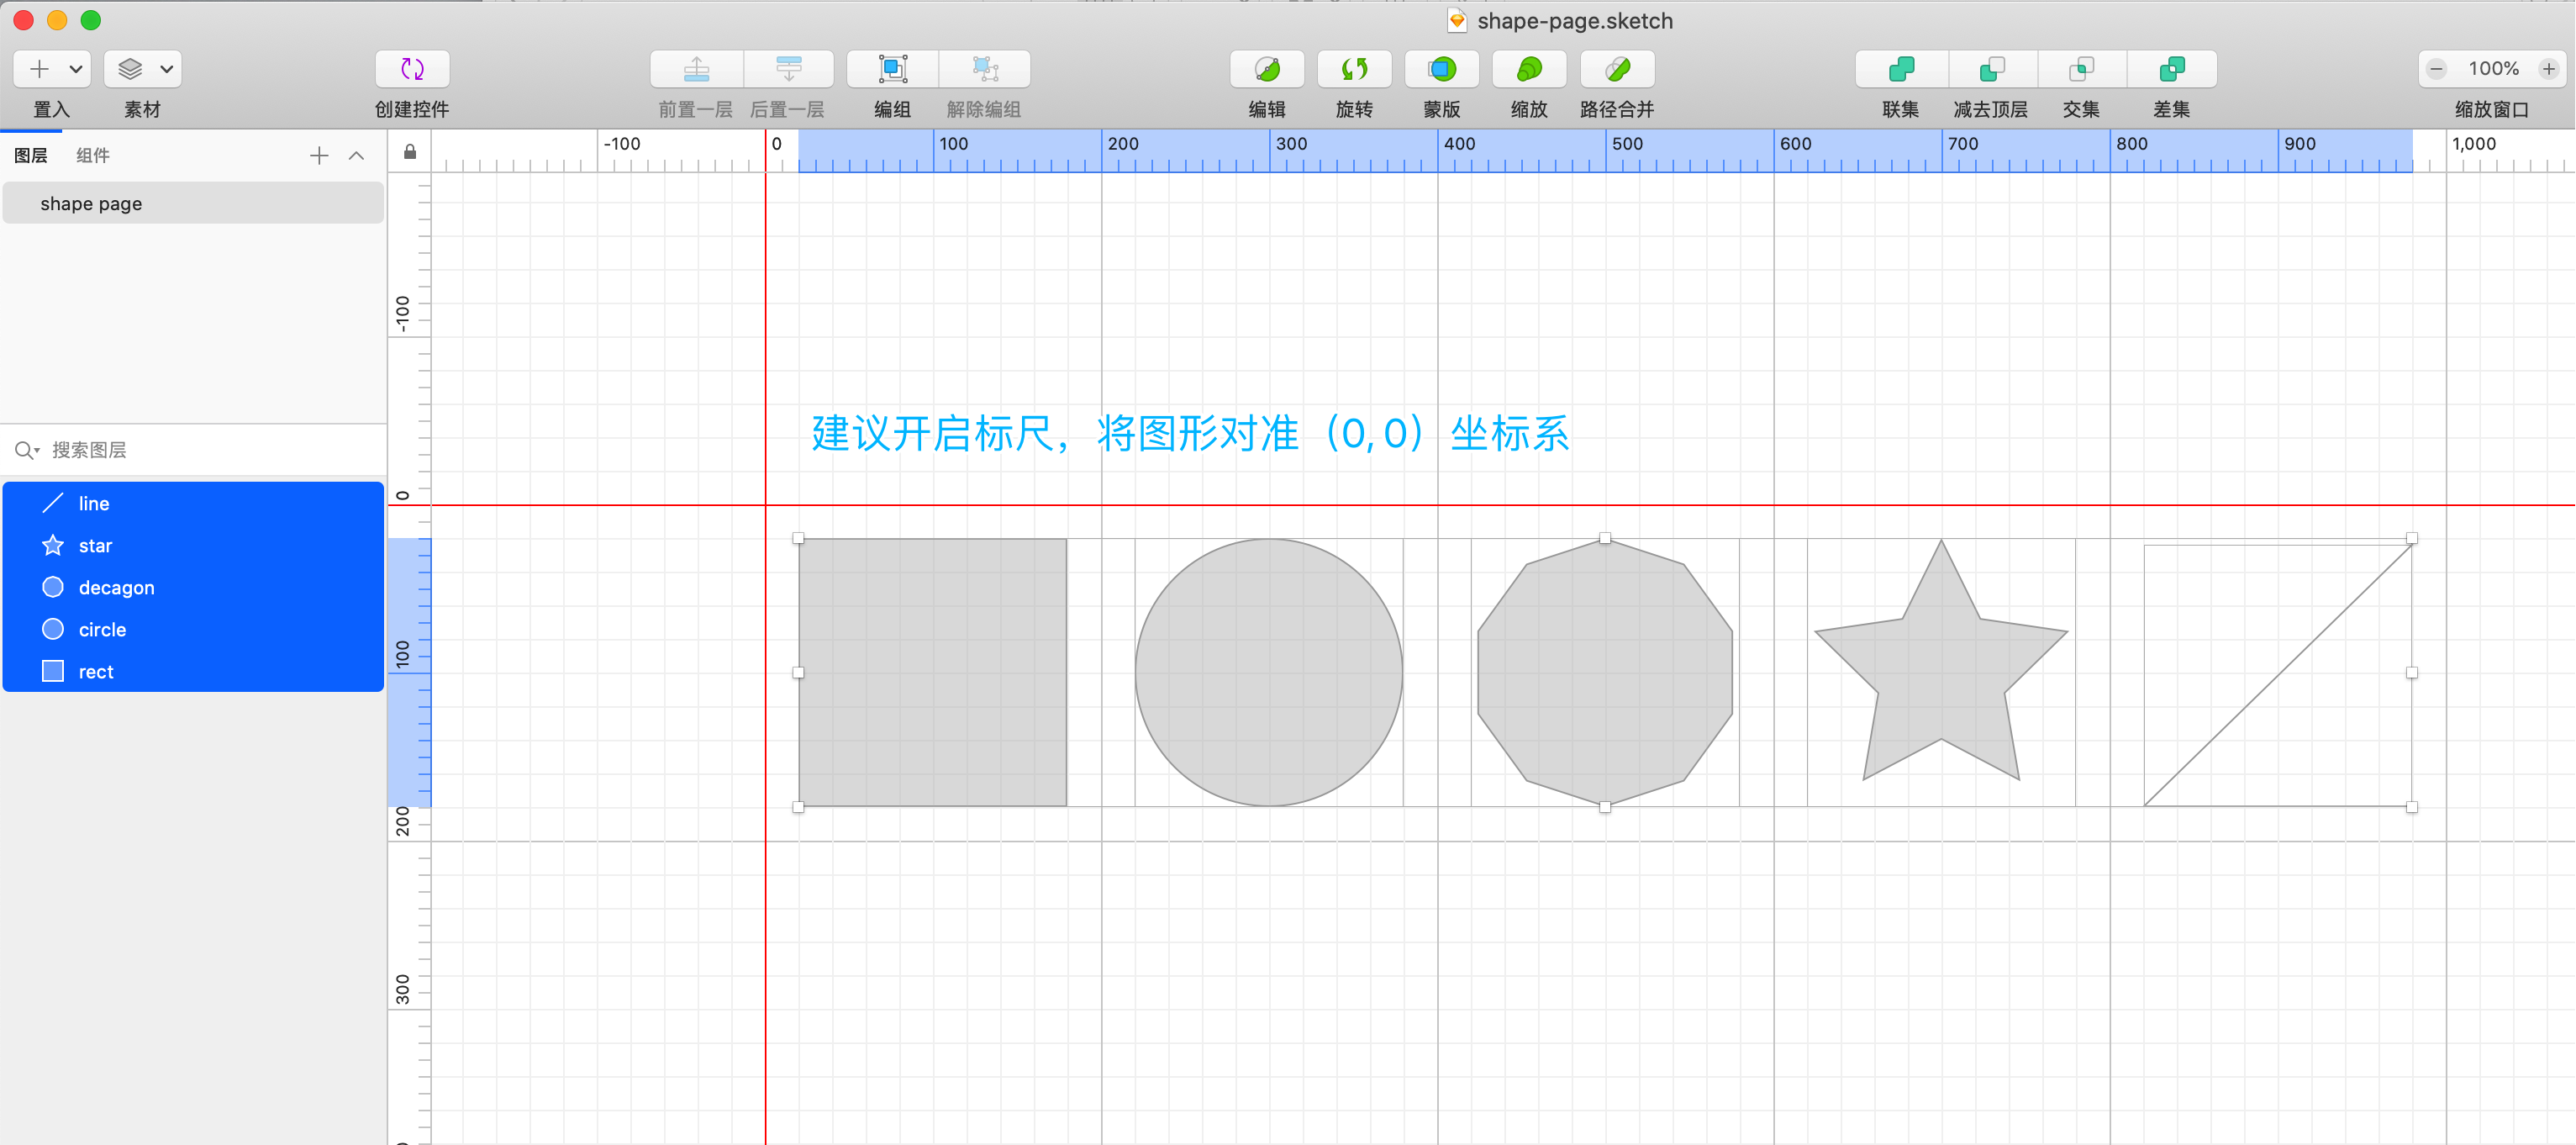 shape-page.sketch
置入 素材 创建控件 前置一层 后置一层 编组 解除编组 编辑 旋转 蒙版 缩放 路径合并 联集 减去顶层 交集 差集 100% 缩放窗口
图层 组件
-100 0 100 200 300 400 500 600 700 800 900 1,000
shape page
-100
建议开启标尺，将图形对准（0, 0）坐标系
搜索图层
0
line
star
decagon
circle
100
rect
200
300